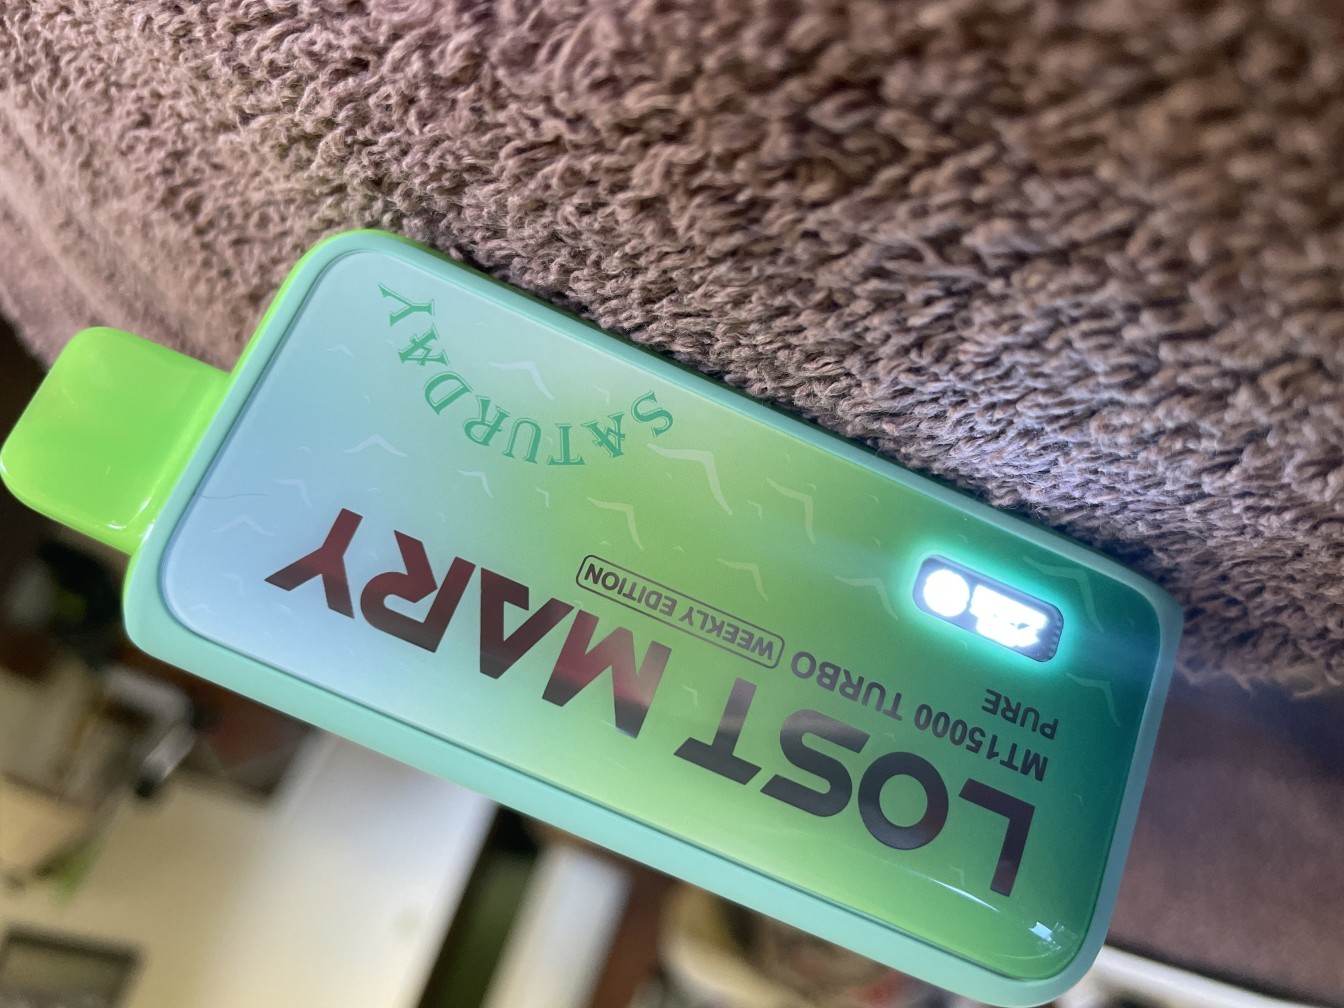 SATURDAY
LOST MARY
WEEKLY EDITION
MT15000 TURBO
PURE